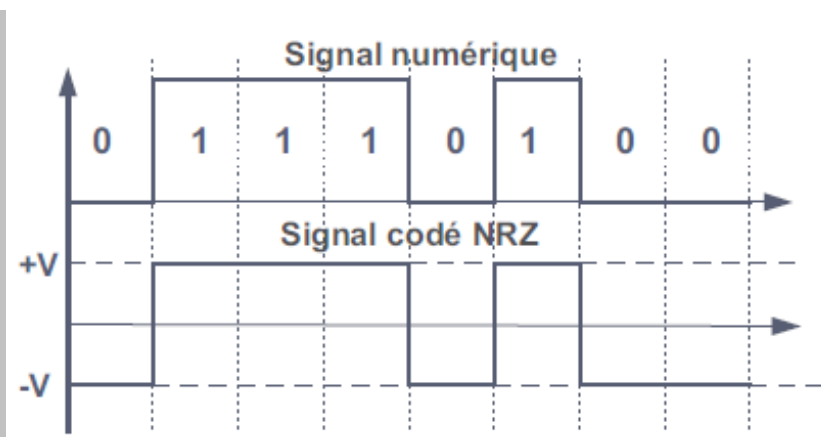 Signal numérique
0 1 1 1 0 1 0 0
Signal codé NRZ
+V
-V